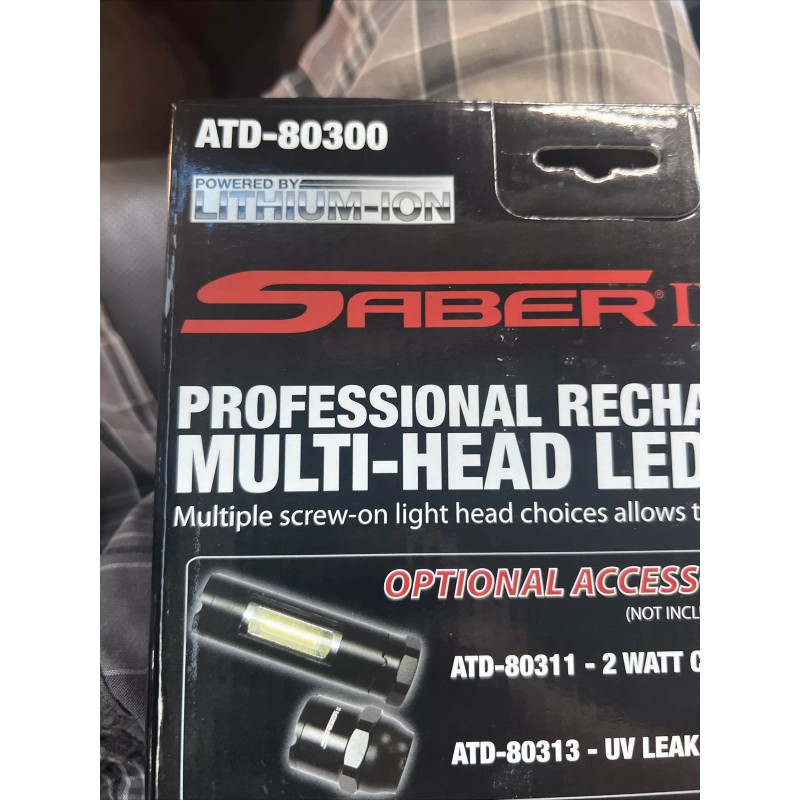 ATD-80300
POWERED BY
LITHIUM-ION
SABER® I
PROFESSIONAL RECHA
MULTI-HEAD LED
Multiple screw-on light head choices allows t
OPTIONAL ACCESS
(NOT INCL
ATD-80311 - 2 WATT C
ATD-80313 - UV LEAK